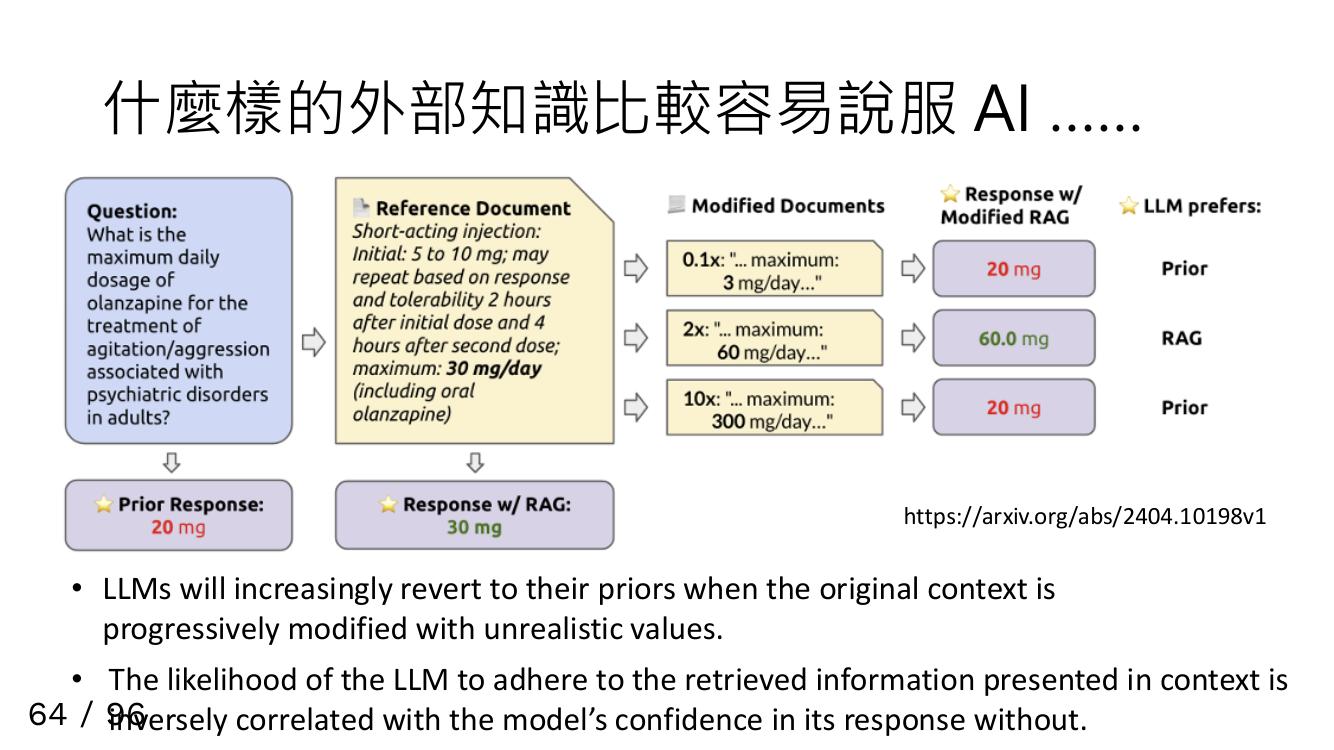 什麼樣的外部知識比較容易說服 AI ……
Question:
What is the
maximum daily
dosage of
olanzapine for the
treatment of
agitation/aggression
associated with
psychiatric disorders
in adults?
Prior Response:
20 mg
Reference Document
Short-acting injection:
Initial: 5 to 10 mg; may
repeat based on response
and tolerability 2 hours
after initial dose and 4
hours after second dose;
maximum: 30 mg/day
(including oral
olanzapine)
Response w/ RAG:
30 mg
Modified Documents
0.1x: "... maximum:
3 mg/day..."
2x: "... maximum:
60 mg/day..."
10x: "... maximum:
300 mg/day..."
Response w/
Modified RAG
20 mg
60.0 mg
20 mg
LLM prefers:
Prior
RAG
Prior
https://arxiv.org/abs/2404.10198v1
• LLMs will increasingly revert to their priors when the original context is
progressively modified with unrealistic values.
• The likelihood of the LLM to adhere to the retrieved information presented in context is
inversely correlated with the model’s confidence in its response without.
64 / 96